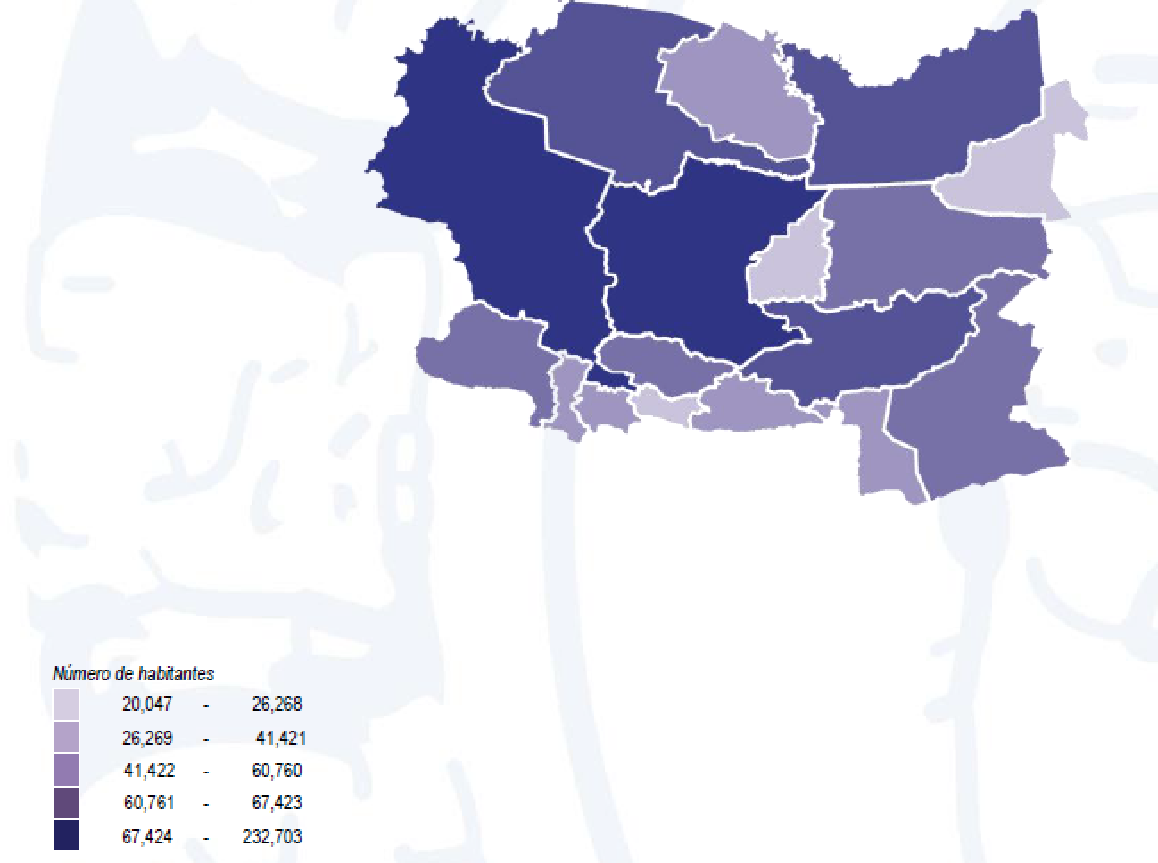 Número de habitantes
20,047 - 26,268
26,269 - 41,421
41,422 - 60,760
60,761 - 67,423
67,424 - 232,703